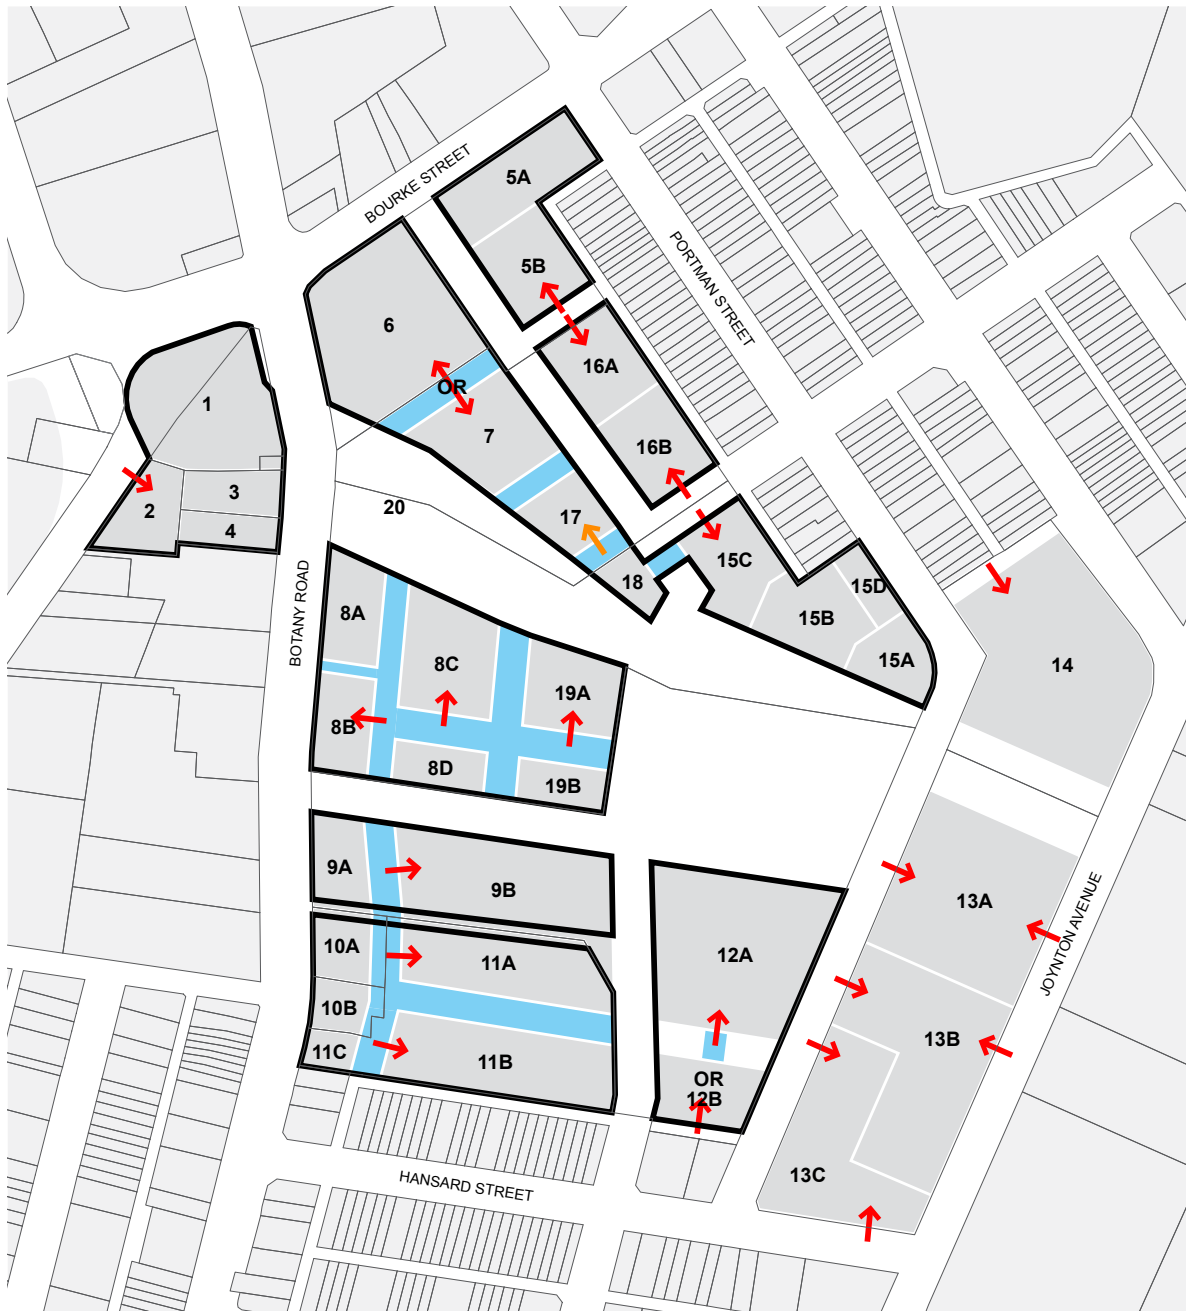 BOURKE STREET
5A
5B
PORTMAN STREET
6
OR
7
16A
16B
1
2
3
4
20
17
18
15C
15B
15D
15A
14
BOTANY ROAD
8A
8C
19A
8B
8D
19B
9A
9B
10A
11A
10B
11C
11B
12A
OR
12B
13A
13B
13C
JOYNTON AVENUE
HANSARD STREET